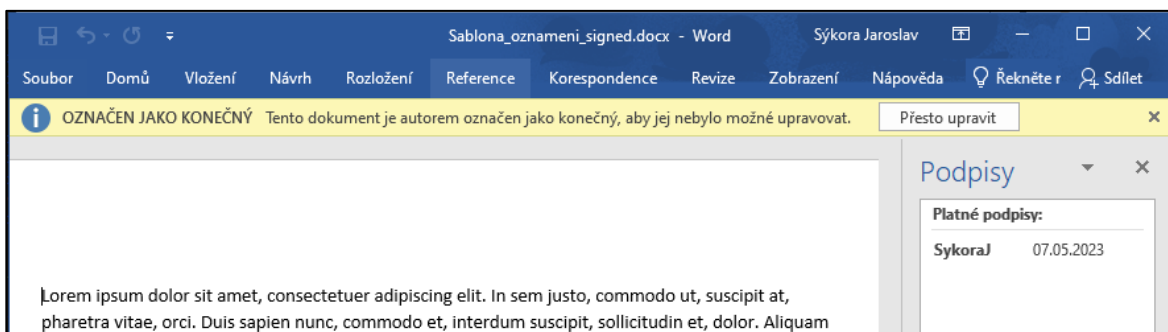 Sablona_oznameni_signed.docx - Word Sýkora Jaroslav
Soubor Domů Vložení Návrh Rozložení Reference Korespondence Revize Zobrazení Nápověda Řekněte r Sdílet
OZNAČEN JAKO KONEČNÝ Tento dokument je autorem označen jako konečný, aby jej nebylo možné upravovat. Přesto upravit
Podpisy
Platné podpisy:
SykoraJ 07.05.2023
Lorem ipsum dolor sit amet, consectetuer adipiscing elit. In sem justo, commodo ut, suscipit at,
pharetra vitae, orci. Duis sapien nunc, commodo et, interdum suscipit, sollicitudin et, dolor. Aliquam